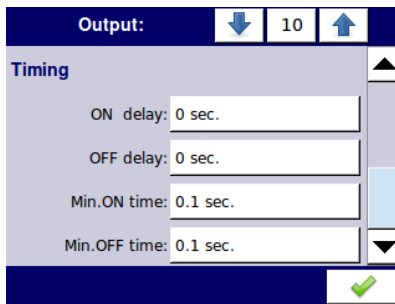 Output: 10
Timing
ON delay: 0 sec.
OFF delay: 0 sec.
Min.ON time: 0.1 sec.
Min.OFF time: 0.1 sec.